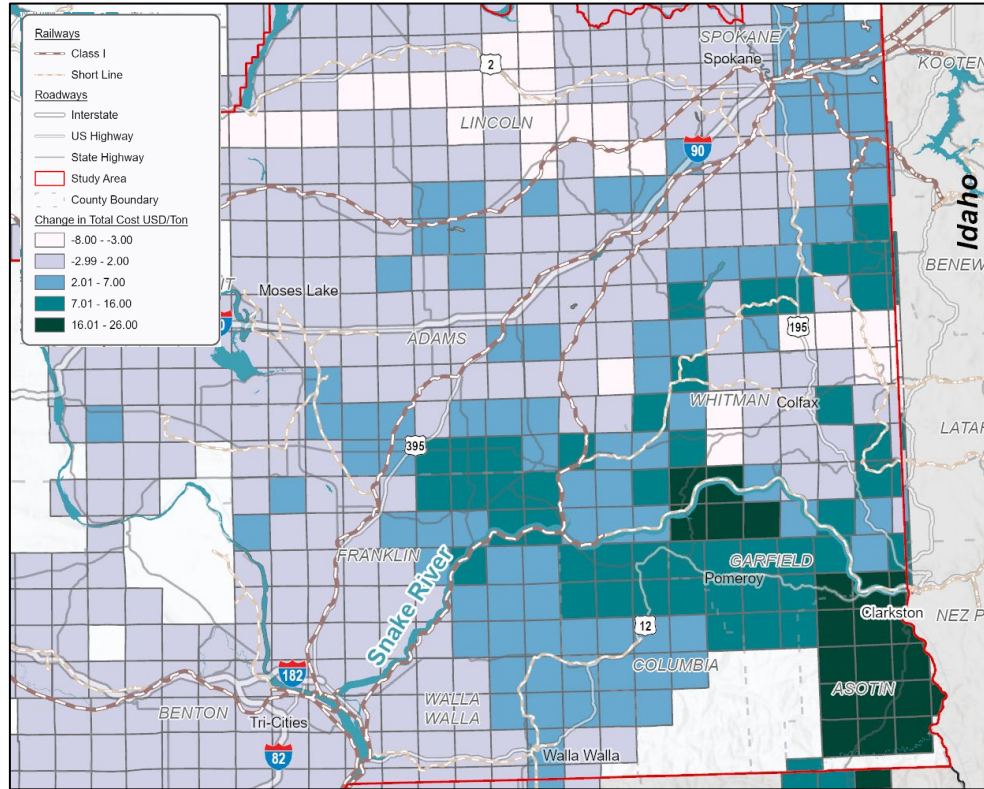 Railways
Class I
Short Line
Roadways
Interstate
US Highway
State Highway
Study Area
County Boundary
Change in Total Cost USD/Ton
-8.00 - -3.00
-2.99 - 2.00
2.01 - 7.00
7.01 - 16.00
16.01 - 26.00
SPOKANE
Spokane
KOOTEN
2
LINCOLN
90
Idaho
BENEW
Moses Lake
ADAMS
195
WHITMAN
Colfax
LATAH
395
FRANKLIN
Snake River
GARFIELD
Pomeroy
Clarkston
NEZ P
12
COLUMBIA
182
ASOTIN
BENTON
WALLA
WALLA
Tri-Cities
82
Walla Walla